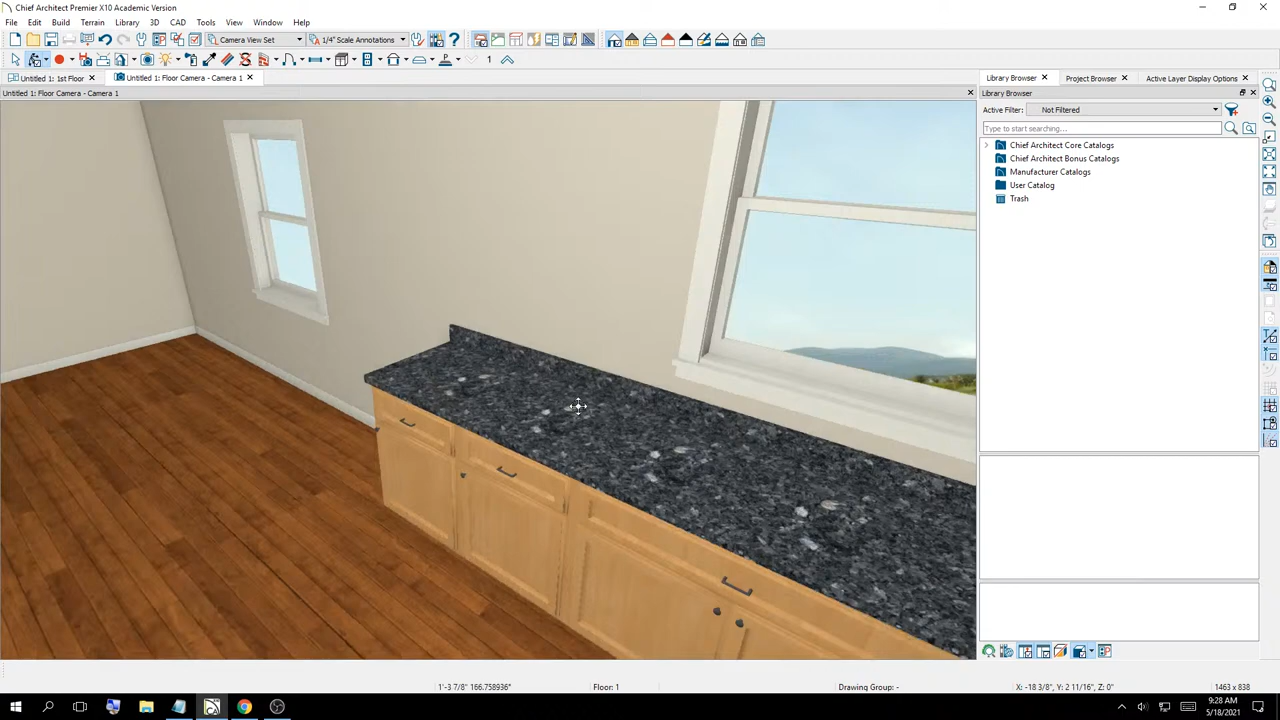 Chief Architect Premier X10 Academic Version
File Edit Build Terrain Library 3D CAD Tools View Window Help
Camera View Set 1/4" Scale Annotations
1
Untitled 1: 1st Floor Untitled 1: Floor Camera - Camera 1
Untitled 1: Floor Camera - Camera 1
Library Browser Project Browser Active Layer Display Options
Library Browser
Active Filter: Not Filtered
Type to start searching...
Chief Architect Core Catalogs
Chief Architect Bonus Catalogs
Manufacturer Catalogs
User Catalog
Trash
1'-3 7/8" 166.758936° Floor: 1 Drawing Group: - X: -18 3/8", Y: 2 11/16", Z: 0" 1463 x 838
9:28 AM
5/18/2021